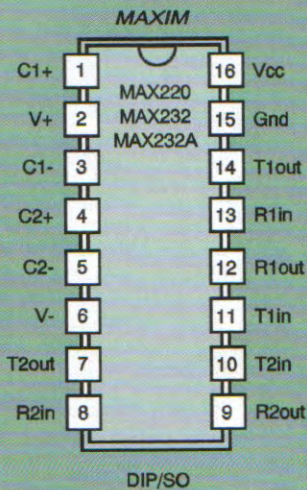 MAXIM
C1+ 1 16 Vcc
MAX220
V+ 2 MAX232 15 Gnd
MAX232A
C1- 3 14 T1out
C2+ 4 13 R1in
C2- 5 12 R1out
V- 6 11 T1in
T2out 7 10 T2in
R2in 8 9 R2out
DIP/SO